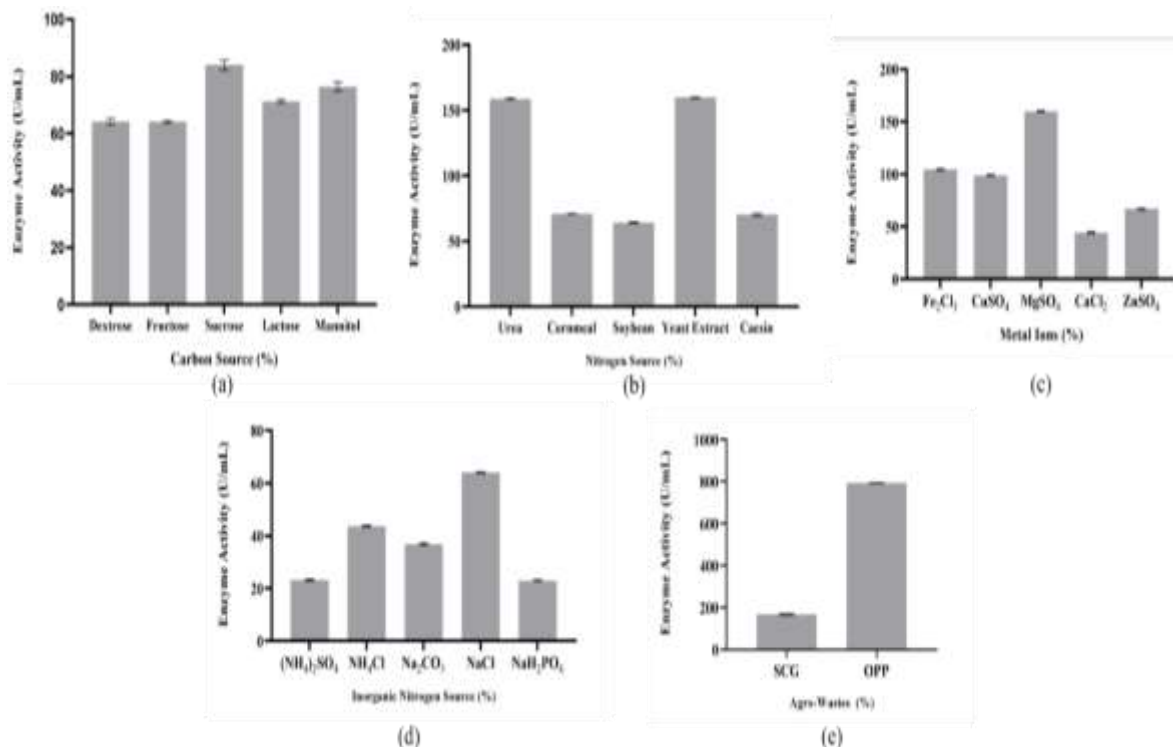 Enzyme Activity (U/mL)
100
80
60
40
20
0
Dextrose Fructose Sucrose Lactose Mannitol
Carbon Source (%)
(a)
Enzyme Activity (U/mL)
200
150
100
50
0
Urea Cornmeal Soybean Yeast Extract Caesin
Nitrogen Source (%)
(b)
Enzyme Activity (U/mL)
200
150
100
50
0
CuSO₄ MgSO₄ CaCl₂ ZnSO₄
Metal Ions (%)
(c)
Enzyme Activity (U/mL)
80
60
40
20
0
(NH₄)₂SO₄ NH₄Cl Na₂CO₃ NaCl NaH₂PO₄
Inorganic Nitrogen Source (%)
(d)
Enzyme Activity (U/mL)
1000
800
600
400
200
0
SCG OPP
Agro-Wastes (%)
(e)